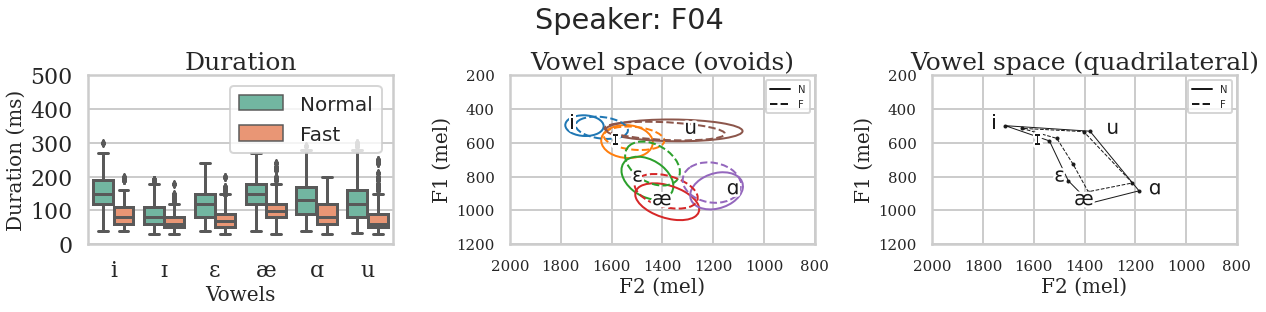 Speaker: F04
Duration
Duration (ms)
500
400
300
200
100
0
Normal
Fast
i ɪ ɛ æ ɑ u
Vowels
Vowel space (ovoids)
F1 (mel)
200
400
600
800
1000
1200
N
F
i
u
ɪ
ɛ
æ
ɑ
2000 1800 1600 1400 1200 1000 800
F2 (mel)
Vowel space (quadrilateral)
F1 (mel)
200
400
600
800
1000
1200
N
F
i
u
ɪ
ɛ
æ
ɑ
2000 1800 1600 1400 1200 1000 800
F2 (mel)